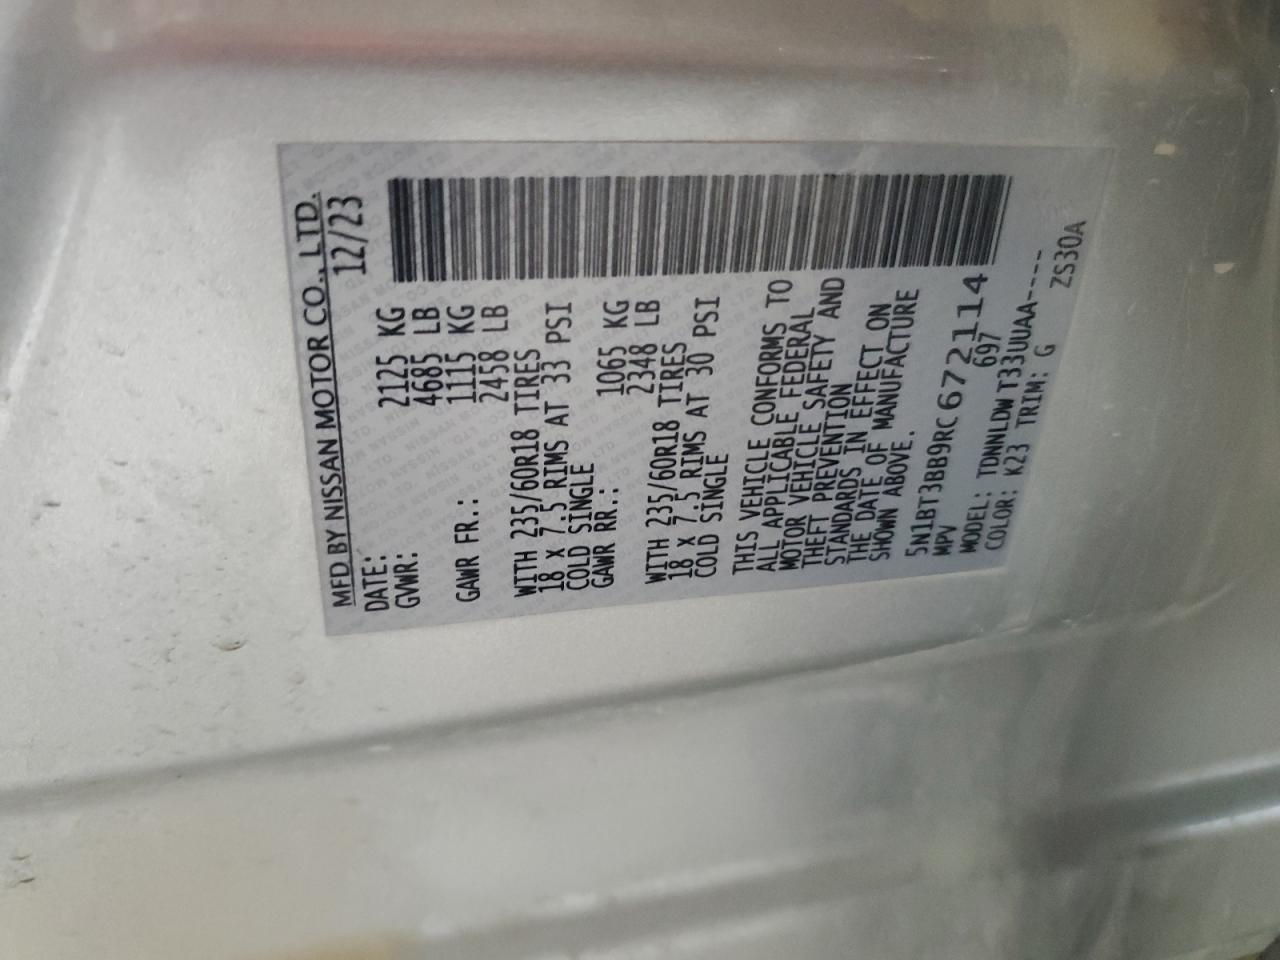 MFD BY NISSAN MOTOR CO., LTD.
DATE: 12/23
GVWR: 2125 KG
4685 LB
GAWR FR.: 1115 KG
2458 LB
WITH 235/60R18 TIRES
18 X 7.5 RIMS AT 33 PSI
COLD SINGLE
GAWR RR.: 1065 KG
2348 LB
WITH 235/60R18 TIRES
18 X 7.5 RIMS AT 30 PSI
COLD SINGLE
THIS VEHICLE CONFORMS TO
ALL APPLICABLE FEDERAL
MOTOR VEHICLE SAFETY AND
THEFT PREVENTION
STANDARDS IN EFFECT ON
THE DATE OF MANUFACTURE
SHOWN ABOVE.
5N1BT3BB9RC672114
MPV 697
MODEL: TDNNLDW T33UUAA----
COLOR: K23 TRIM: G ZS30A